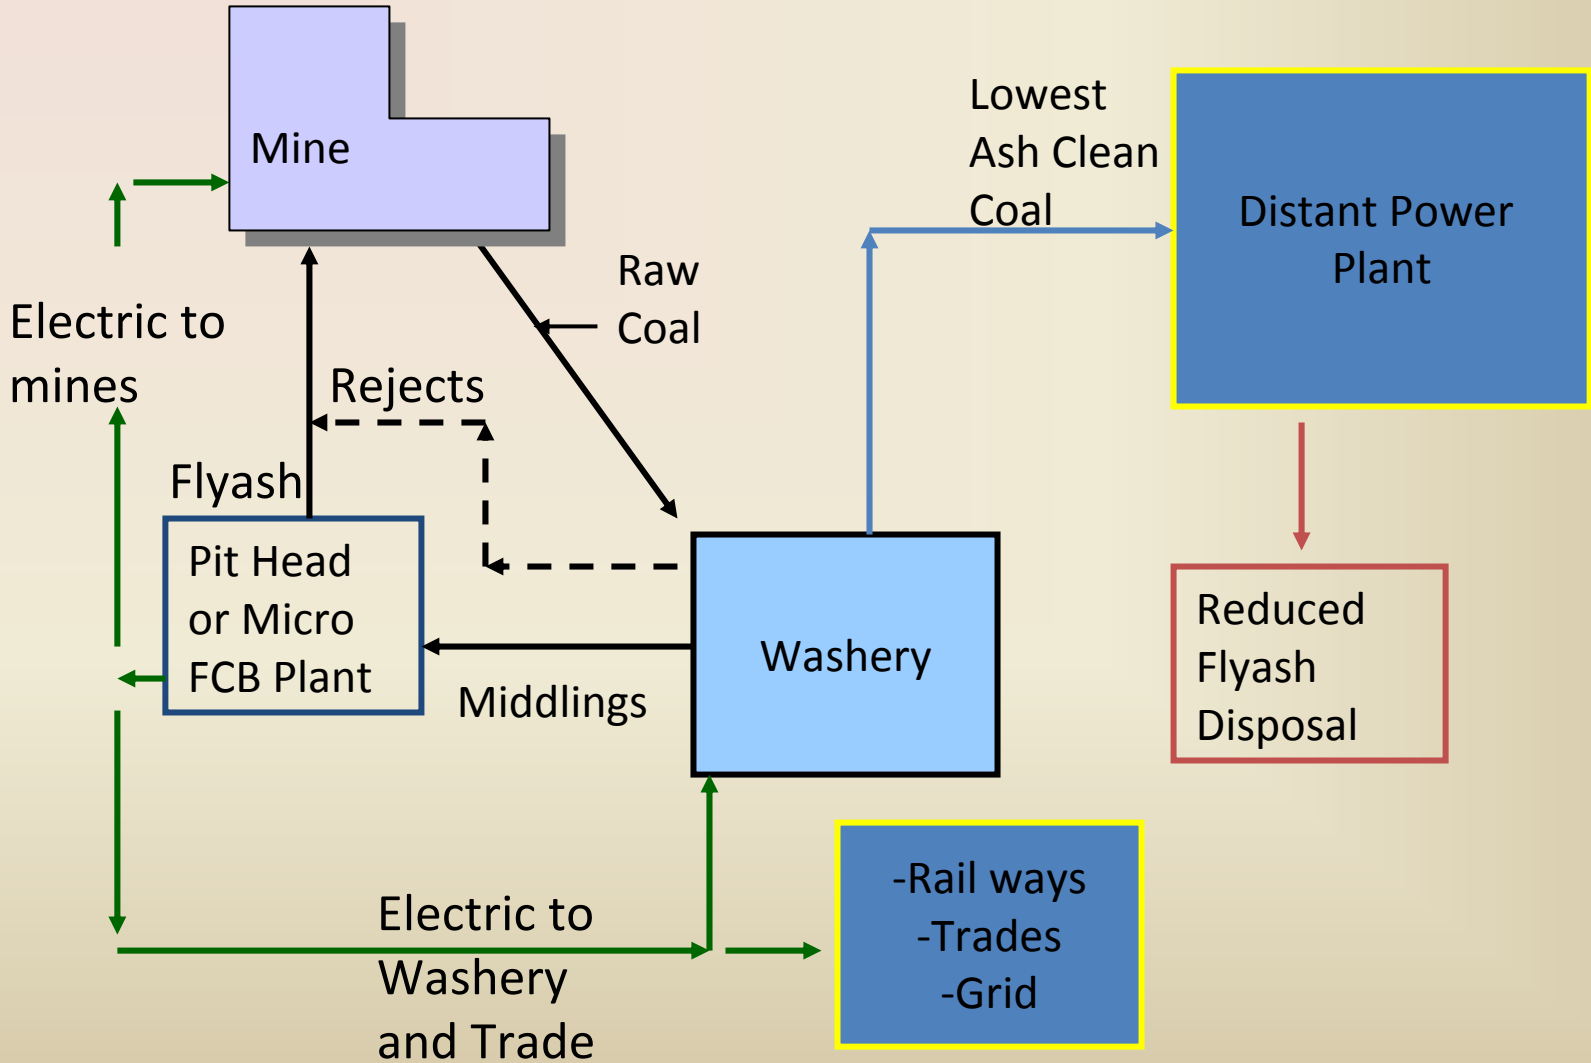 Mine
Lowest
Ash Clean
Coal
Distant Power
Plant
Raw
Coal
Electric to
mines
Rejects
Flyash
Pit Head
or Micro
FCB Plant
Middlings
Washery
Reduced
Flyash
Disposal
Electric to
Washery
and Trade
-Rail ways
-Trades
-Grid